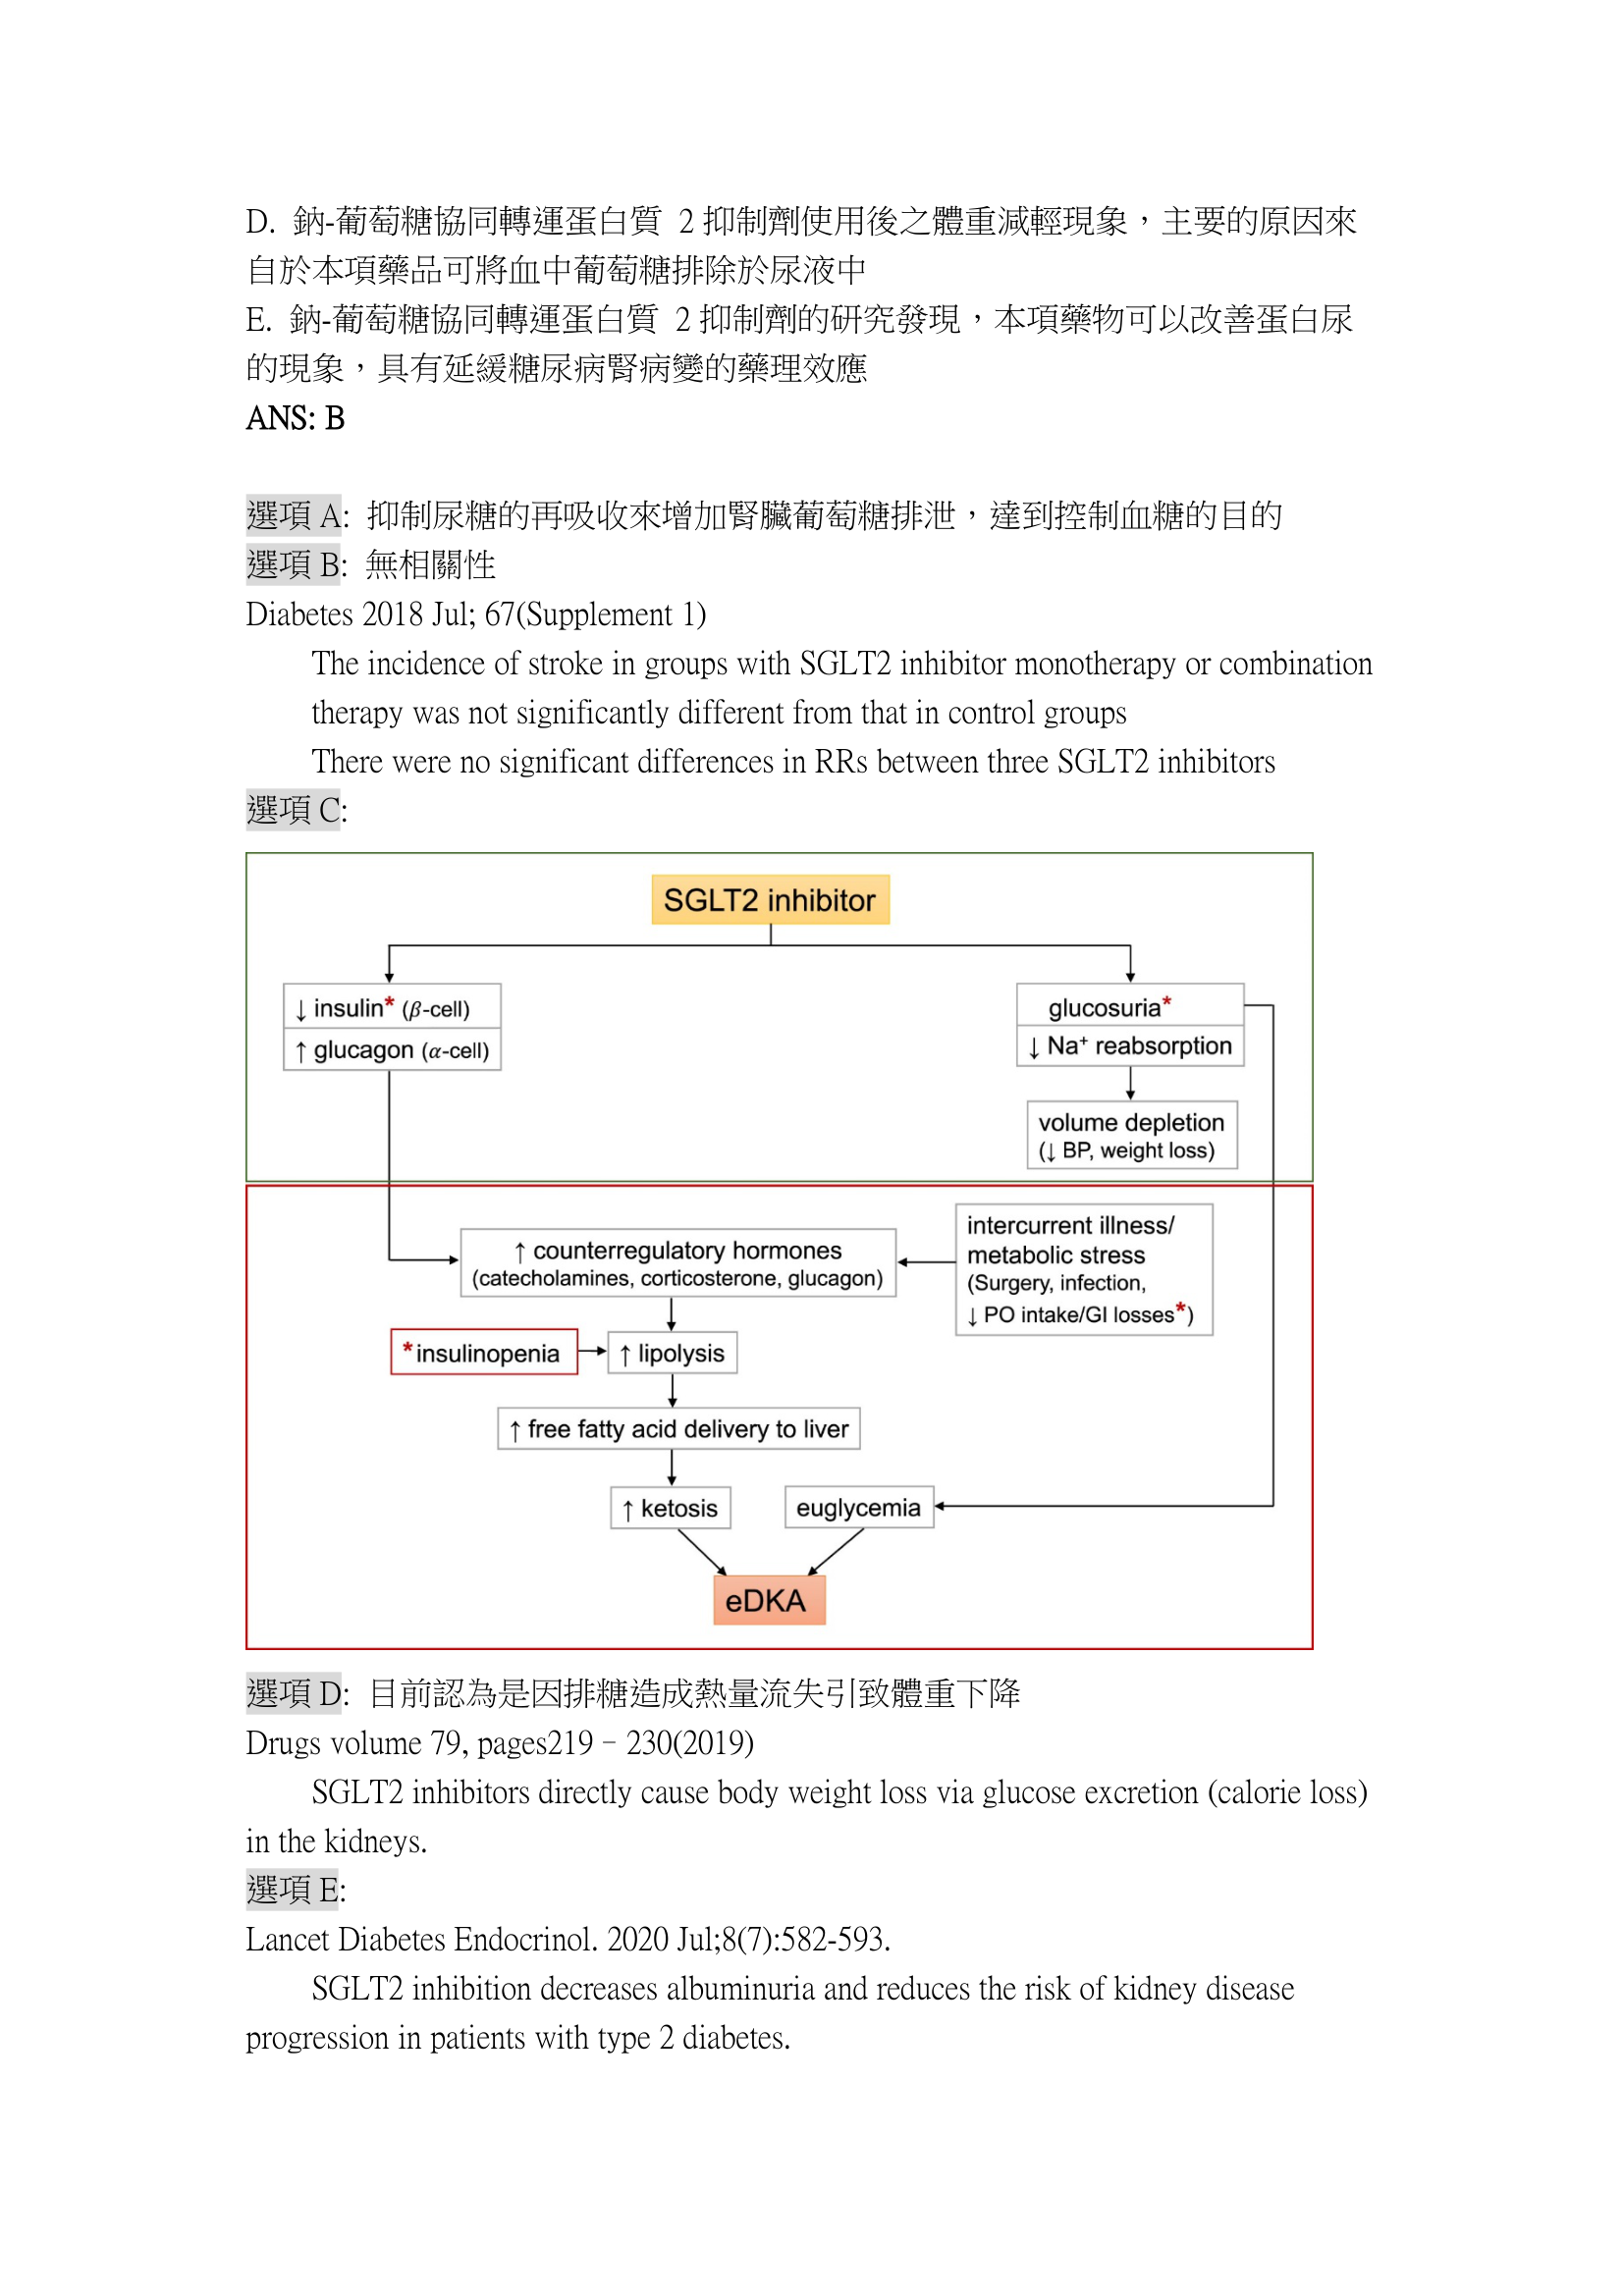 D. 鈉-葡萄糖協同轉運蛋白質 2 抑制劑使用後之體重減輕現象，主要的原因來
自於本項藥品可將血中葡萄糖排除於尿液中
E. 鈉-葡萄糖協同轉運蛋白質 2 抑制劑的研究發現，本項藥物可以改善蛋白尿
的現象，具有延緩糖尿病腎病變的藥理效應
ANS: B
選項 A: 抑制尿糖的再吸收來增加腎臟葡萄糖排泄，達到控制血糖的目的
選項 B: 無相關性
Diabetes 2018 Jul; 67(Supplement 1)
The incidence of stroke in groups with SGLT2 inhibitor monotherapy or combination
therapy was not significantly different from that in control groups
There were no significant differences in RRs between three SGLT2 inhibitors
選項 C:
SGLT2 inhibitor
↓ insulin* (β-cell)
↑ glucagon (α-cell)
glucosuria*
↓ Na⁺ reabsorption
volume depletion
(↓ BP, weight loss)
↑ counterregulatory hormones
(catecholamines, corticosterone, glucagon)
intercurrent illness/
metabolic stress
(Surgery, infection,
↓ PO intake/GI losses*)
*insulinopenia
↑ lipolysis
↑ free fatty acid delivery to liver
↑ ketosis
euglycemia
eDKA
選項 D: 目前認為是因排糖造成熱量流失引致體重下降
Drugs volume 79, pages219–230(2019)
SGLT2 inhibitors directly cause body weight loss via glucose excretion (calorie loss)
in the kidneys.
選項 E:
Lancet Diabetes Endocrinol. 2020 Jul;8(7):582-593.
SGLT2 inhibition decreases albuminuria and reduces the risk of kidney disease
progression in patients with type 2 diabetes.